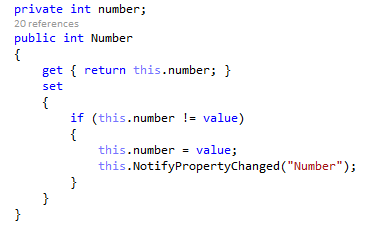 private int number;
20 references
public int Number
{
    get { return this.number; }
    set
    {
        if (this.number != value)
        {
            this.number = value;
            this.NotifyPropertyChanged("Number");
        }
    }
}